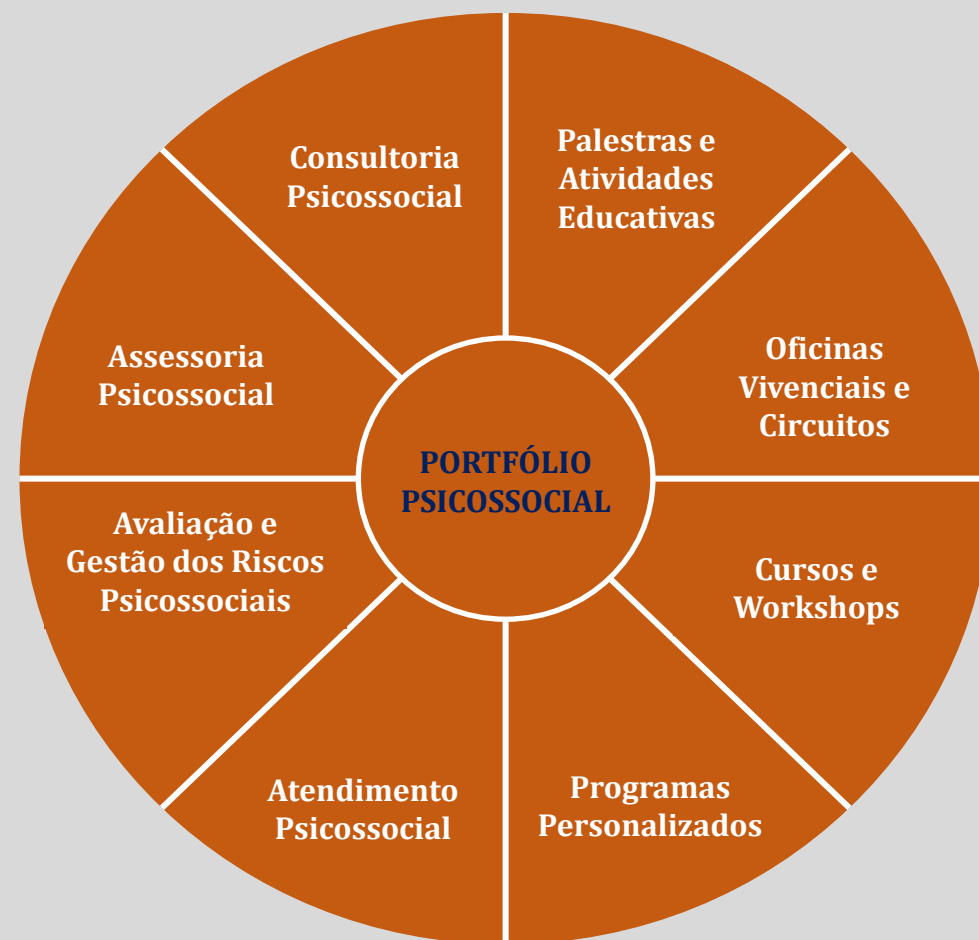 Consultoria
Psicossocial
Palestras e
Atividades
Educativas
Oficinas
Vivenciais e
Circuitos
Cursos e
Workshops
Programas
Personalizados
Atendimento
Psicossocial
Avaliação e
Gestão dos Riscos
Psicossociais
Assessoria
Psicossocial
PORTFÓLIO
PSICOSSOCIAL